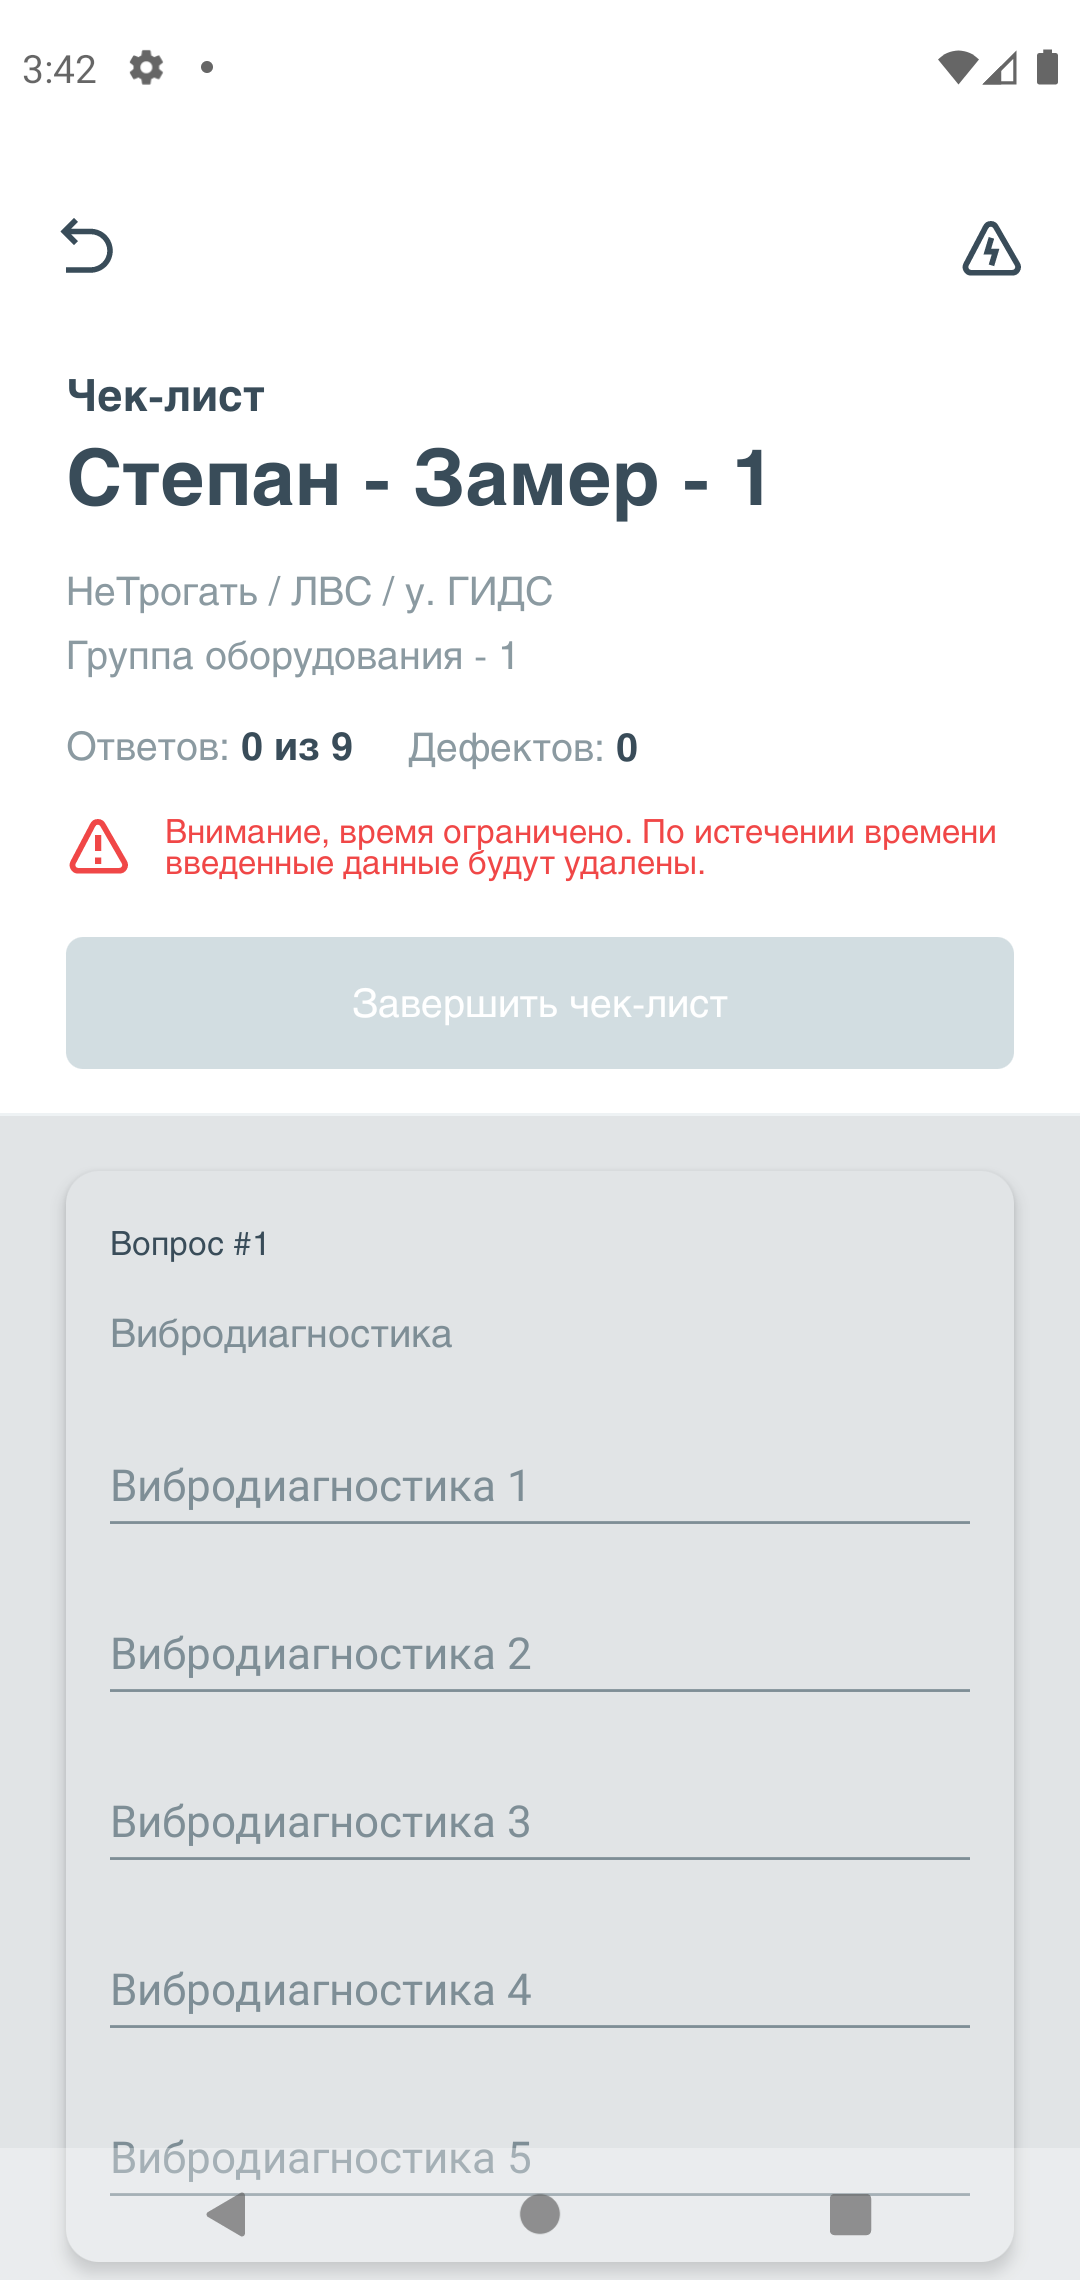 3:42
Чек-лист
Степан - Замер - 1
НеТрогать / ЛВС / у. ГИДС
Группа оборудования - 1
Ответов: 0 из 9 Дефектов: 0
Внимание, время ограничено. По истечении времени
введенные данные будут удалены.
Завершить чек-лист
Вопрос #1
Вибродиагностика
Вибродиагностика 1
Вибродиагностика 2
Вибродиагностика 3
Вибродиагностика 4
Вибродиагностика 5